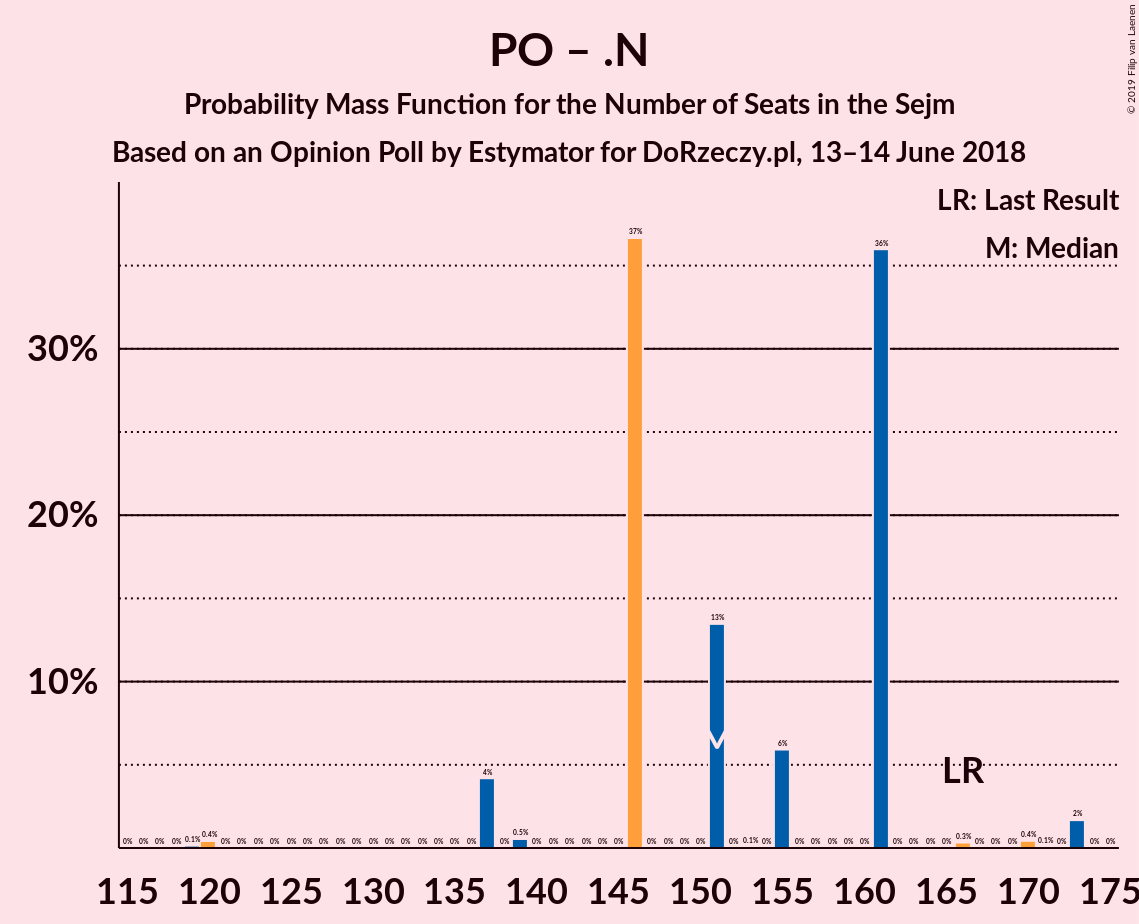 PO – .N
Probability Mass Function for the Number of Seats in the Sejm
Based on an Opinion Poll by Estymator for DoRzeczy.pl, 13–14 June 2018
© 2019 Filip van Laenen
LR: Last Result
M: Median
30%
20%
10%
0% 0% 0% 0% 0.1% 0.4% 0% 0% 0% 0% 0% 0% 0% 0% 0% 0% 0% 0% 0% 0% 0% 0% 4% 0% 0.5% 0% 0% 0% 0% 0% 0% 37% 0% 0% 0% 0% 13% 0% 0.1% 0% 6% 0% 0% 0% 0% 0% 36% 0% 0% 0% 0% 0.3% 0% 0% 0% 0.4% 0.1% 0% 2% 0% 0%
LR
115 120 125 130 135 140 145 150 155 160 165 170 175